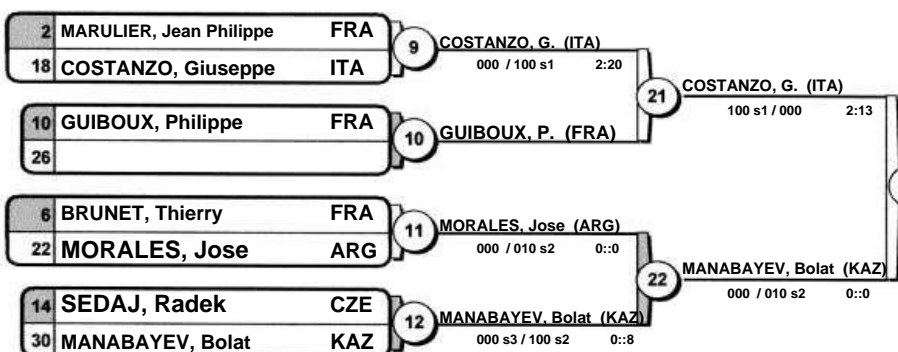 2 MARULIER, Jean Philippe FRA
18 COSTANZO, Giuseppe ITA
9
COSTANZO, G. (ITA)
000 / 100 s1 2:20
10 GUIBOUX, Philippe FRA
26
10
GUIBOUX, P. (FRA)
21
COSTANZO, G. (ITA)
100 s1 / 000 2:13
6 BRUNET, Thierry FRA
22 MORALES, Jose ARG
11
MORALES, Jose (ARG)
000 / 010 s2 0::0
14 SEDAJ, Radek CZE
30 MANABAYEV, Bolat KAZ
12
MANABAYEV, Bolat (KAZ)
000 s3 / 100 s2 0::8
22
MANABAYEV, Bolat (KAZ)
000 / 010 s2 0::0